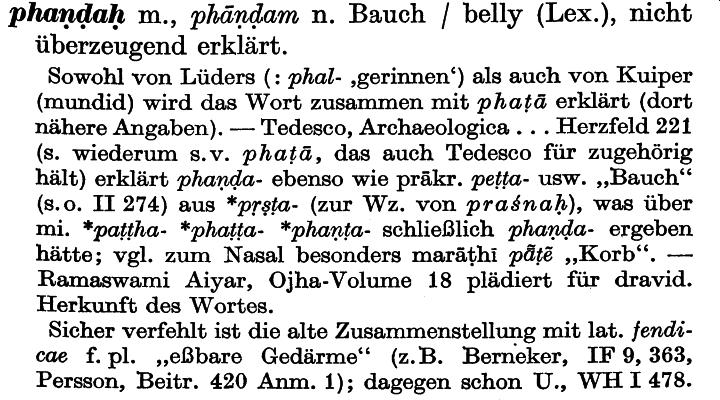 phaṇḍaḥ m., phāṇḍam n. Bauch / belly (Lex.), nicht
überzeugend erklärt.
Sowohl von Lüders (: phal- ‚gerinnen‘) als auch von Kuiper
(mundid) wird das Wort zusammen mit phaṭā erklärt (dort
nähere Angaben). — Tedesco, Archaeologica . . . Herzfeld 221
(s. wiederum s. v. phaṭā, das auch Tedesco für zugehörig
hält) erklärt phaṇḍa- ebenso wie prākr. peṭṭa- usw. „Bauch“
(s. o. II 274) aus *pṛṣṭa- (zur Wz. von praśnaḥ), was über
mi. *paṭṭha- *phaṭṭa- *phaṇṭa- schließlich phaṇḍa- ergeben
hätte; vgl. zum Nasal besonders marāṭhī pā̃ṭẽ „Korb“. —
Ramaswami Aiyar, Ojha-Volume 18 plädiert für dravid.
Herkunft des Wortes.
Sicher verfehlt ist die alte Zusammenstellung mit lat. fendi-
cae f. pl. „eßbare Gedärme“ (z. B. Berneker, IF 9, 363,
Persson, Beitr. 420 Anm. 1); dagegen schon U., WH I 478.